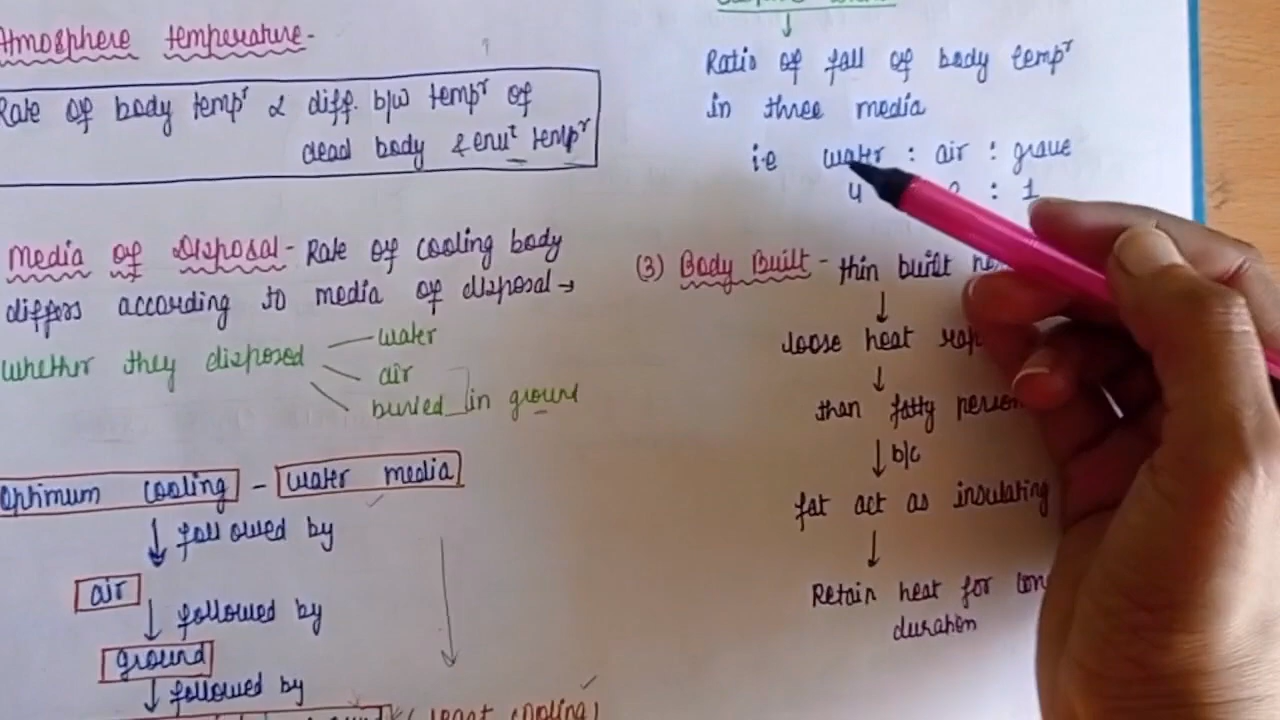 Atmosphere temperature-
Rate of body tempʳ α diff. b/w tempʳ of
dead body & envᵗ tempʳ
Media of Disposal - Rate of cooling body
differs according to media of disposal →
whether they disposed
water
air
buried in ground
optimum cooling - water media
↓ followed by
air
↓ followed by
ground
↓ followed by
(least cooling)
↓
Ratio of fall of body tempʳ
in three media
i.e water : air : grave
4 : 1
(3) Body Built - thin built
↓
loose heat
↓
than fatty person
↓ b/c
fat act as insulating
↓
Retain heat for
duration